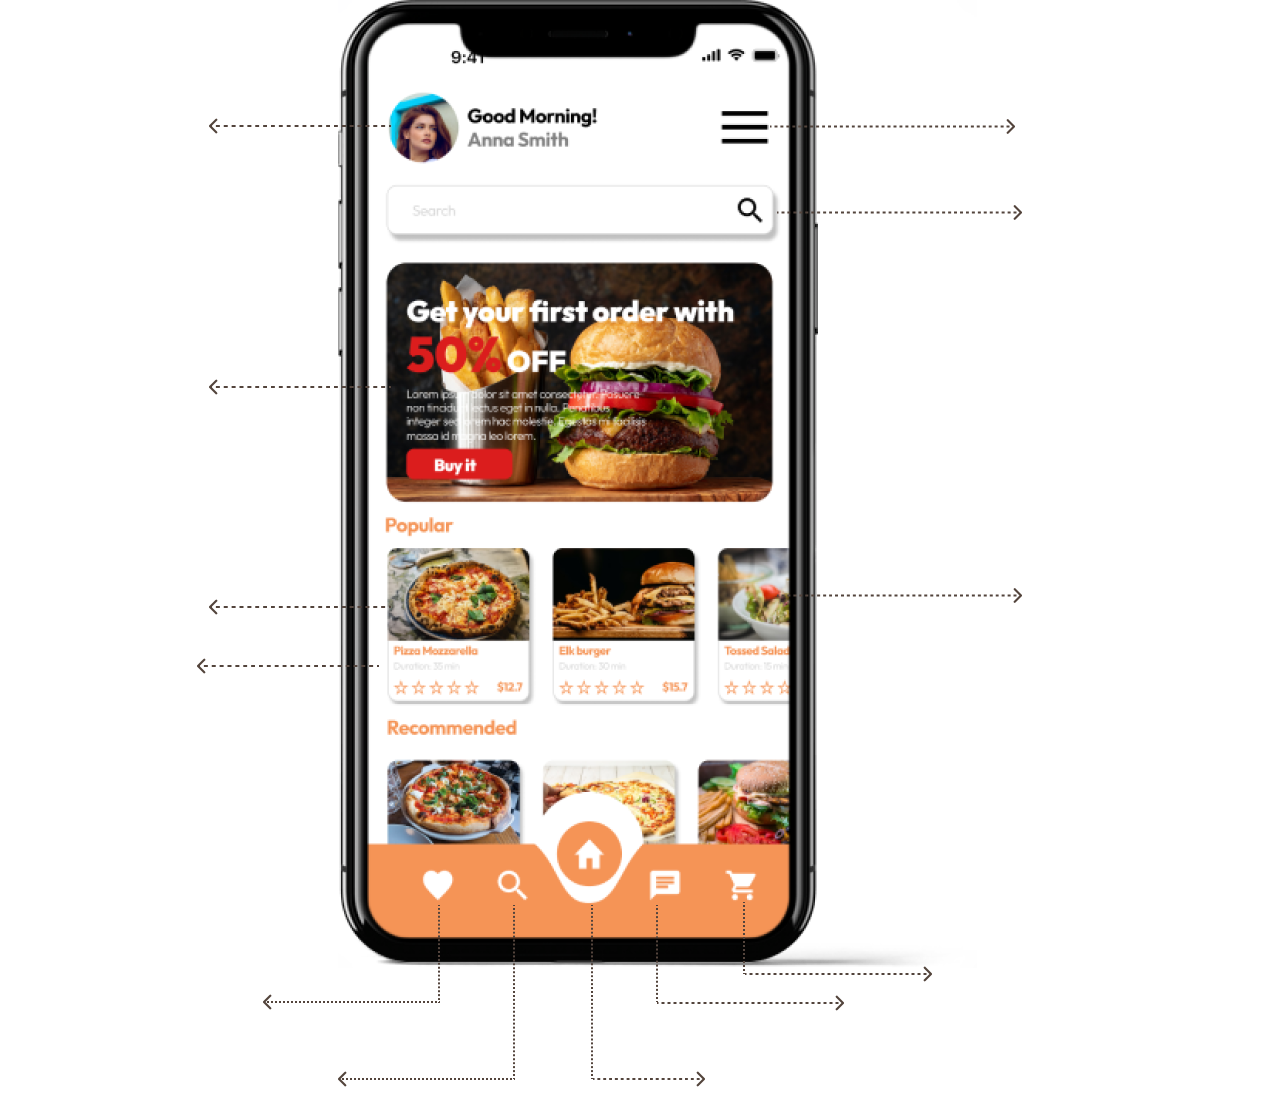 9:41
Good Morning!
Anna Smith
Search
Get your first order with
50% OFF
Lorem ipsum dolor sit amet consectetur. Posuere
non tincidunt lectus eget in nulla. Penatibus
integer sed lorem hac molestie. Egestas mi facilisis
massa id magna leo lorem.
Buy it
Popular
Pizza Mozzarella
Duration: 35 min
$12.7
Elk burger
Duration: 30 min
$15.7
Tossed Salad
Duration: 15 min
Recommended